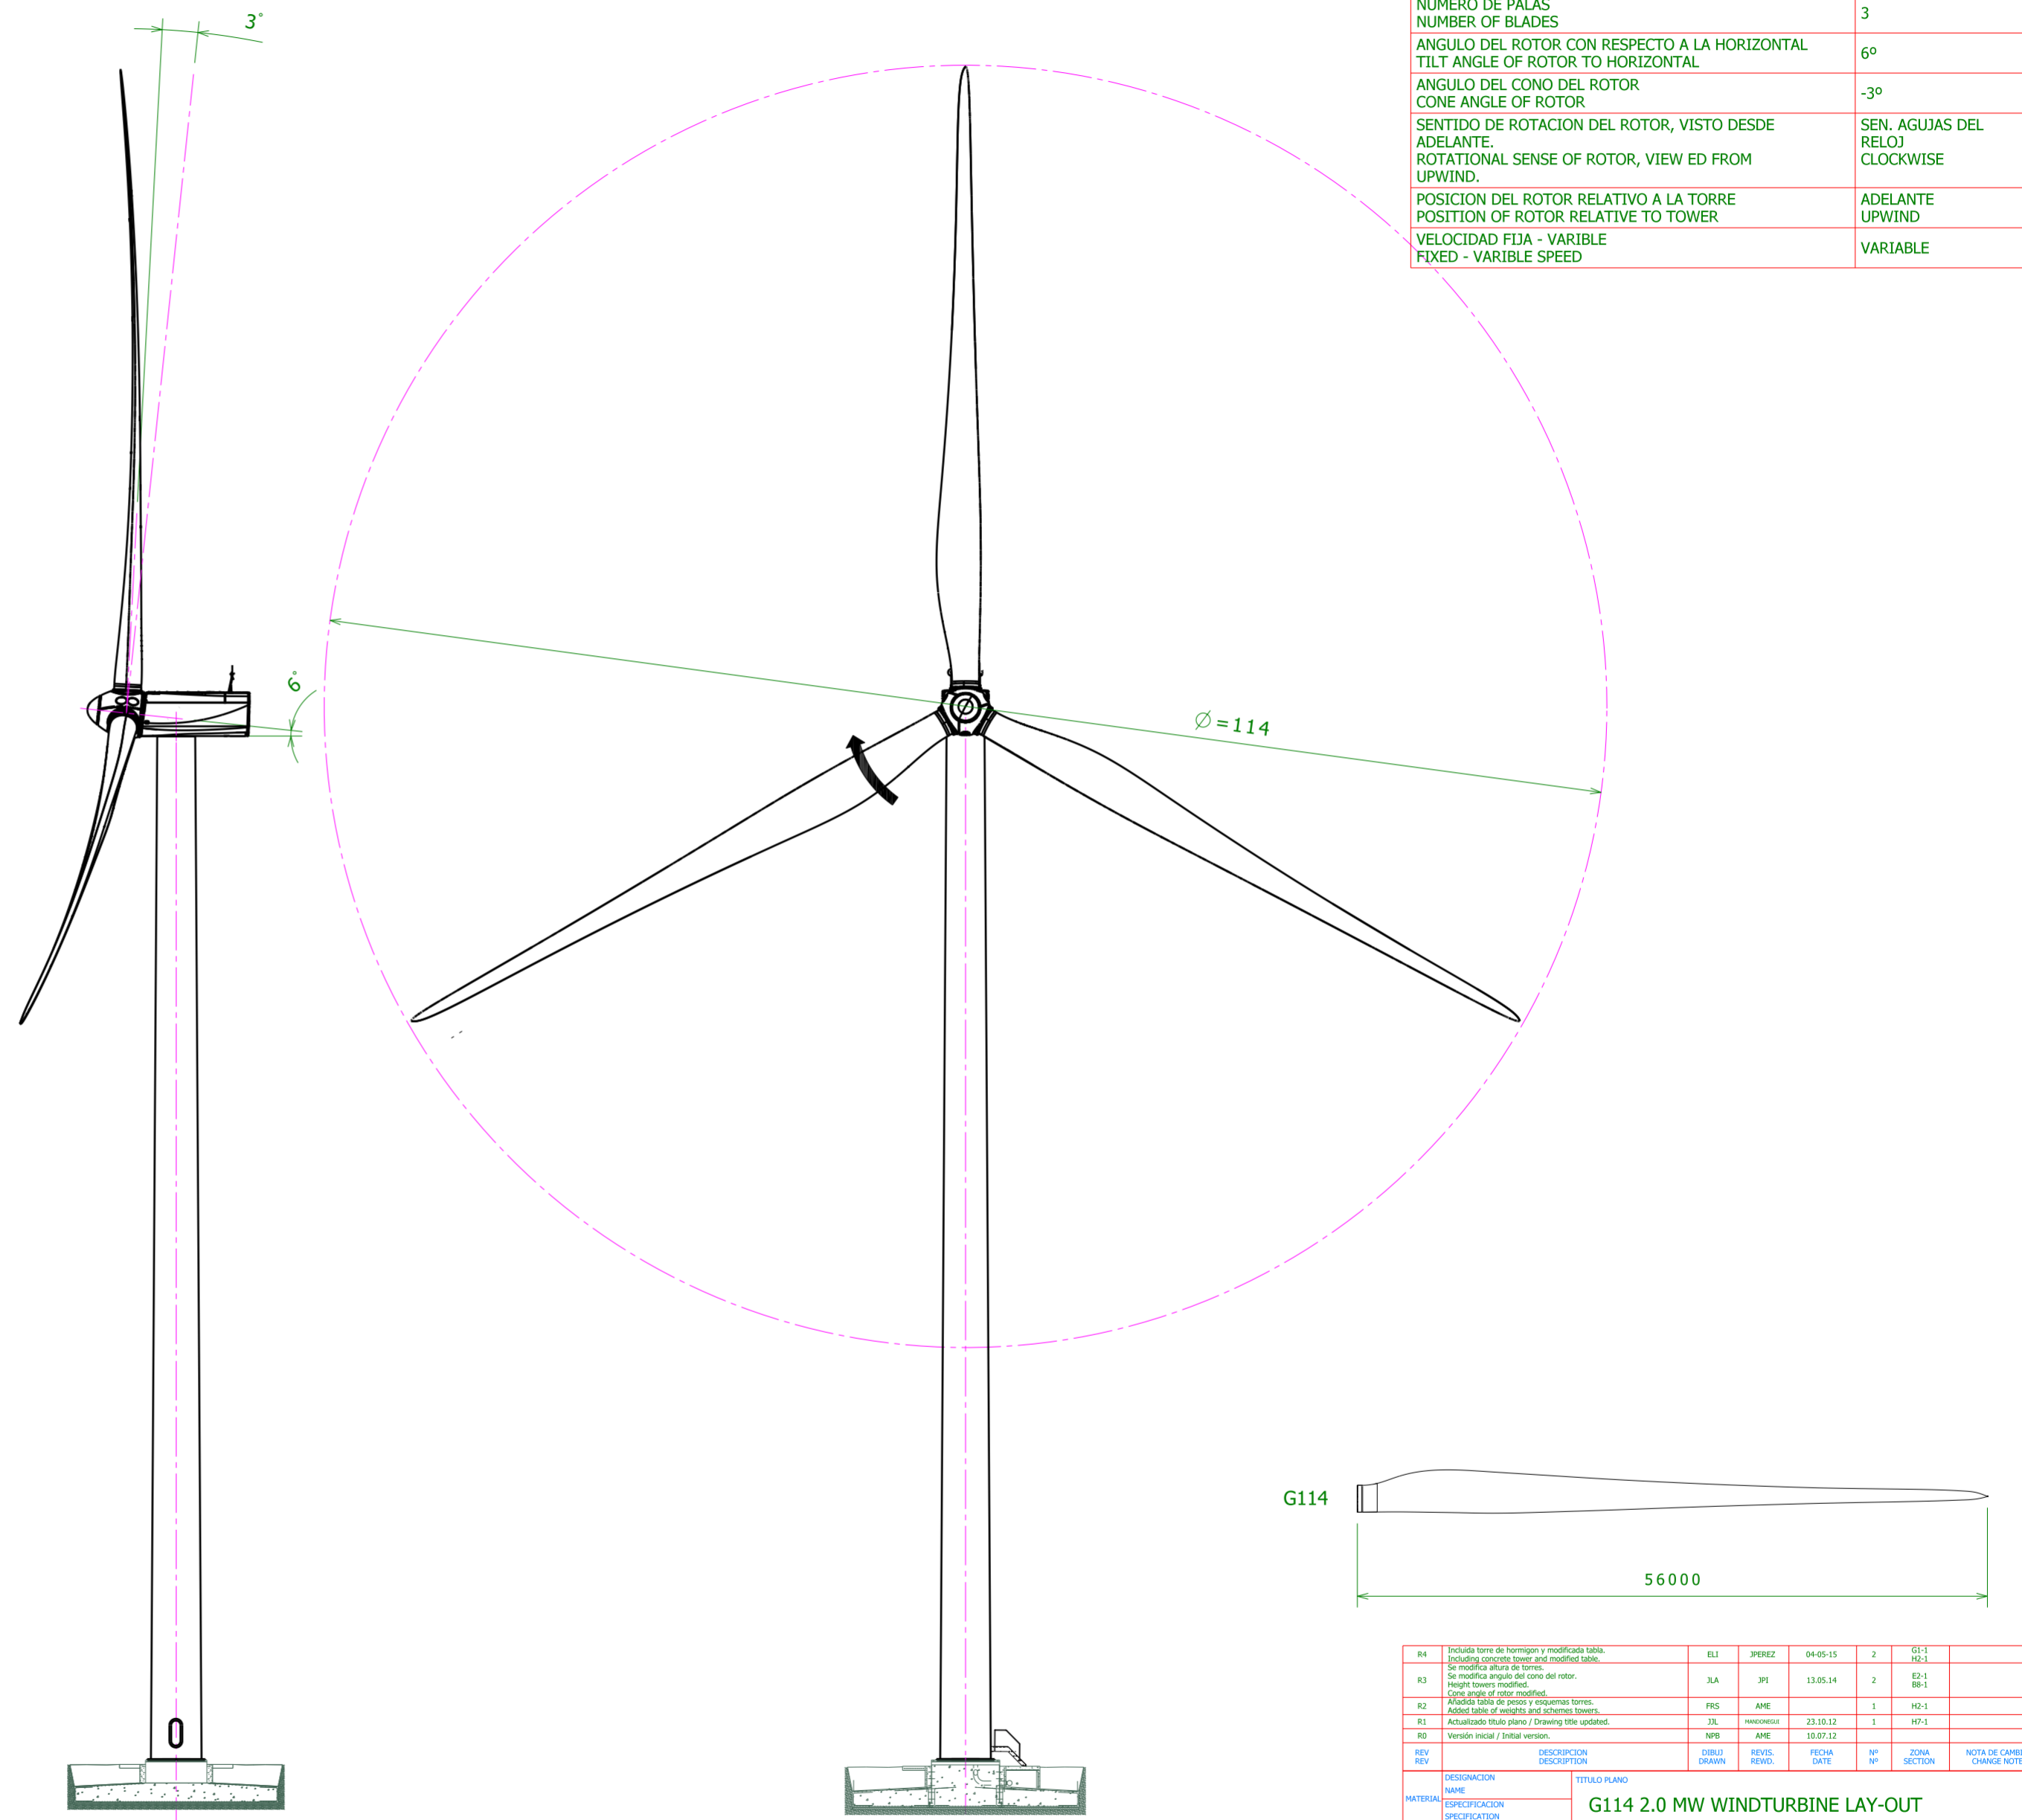 3°
NUMERO DE PALAS
NUMBER OF BLADES
3
ANGULO DEL ROTOR CON RESPECTO A LA HORIZONTAL
TILT ANGLE OF ROTOR TO HORIZONTAL
6º
ANGULO DEL CONO DEL ROTOR
CONE ANGLE OF ROTOR
-3º
SENTIDO DE ROTACION DEL ROTOR, VISTO DESDE
ADELANTE.
ROTATIONAL SENSE OF ROTOR, VIEW ED FROM
UPWIND.
SEN. AGUJAS DEL
RELOJ
CLOCKWISE
POSICION DEL ROTOR RELATIVO A LA TORRE
POSITION OF ROTOR RELATIVE TO TOWER
ADELANTE
UPWIND
VELOCIDAD FIJA - VARIBLE
FIXED - VARIBLE SPEED
VARIABLE
6°
∅=114
G114
56000
R4
Incluida torre de hormigon y modificada tabla.
Including concrete tower and modified table.
ELI
JPEREZ
04-05-15
2
G1-1
H2-1
R3
Se modifica altura de torres.
Se modifica angulo del cono del rotor.
Height towers modified.
Cone angle of rotor modified.
JLA
JPI
13.05.14
2
E2-1
B8-1
R2
Añadida tabla de pesos y esquemas torres.
Added table of weights and schemes towers.
FRS
AME
1
H2-1
R1
Actualizado titulo plano / Drawing title updated.
JJL
23.10.12
1
H7-1
R0
Versión inicial / Initial version.
NPB
AME
10.07.12
REV
REV
DESCRIPCION
DESCRIPTION
DIBUJ
DRAWN
REVIS.
REWD.
FECHA
DATE
Nº
Nº
ZONA
SECTION
NOTA DE CAMBI
CHANGE NOTE
MATERIAL
DESIGNACION
NAME
ESPECIFICACION
SPECIFICATION
TITULO PLANO
G114 2.0 MW WINDTURBINE LAY-OUT